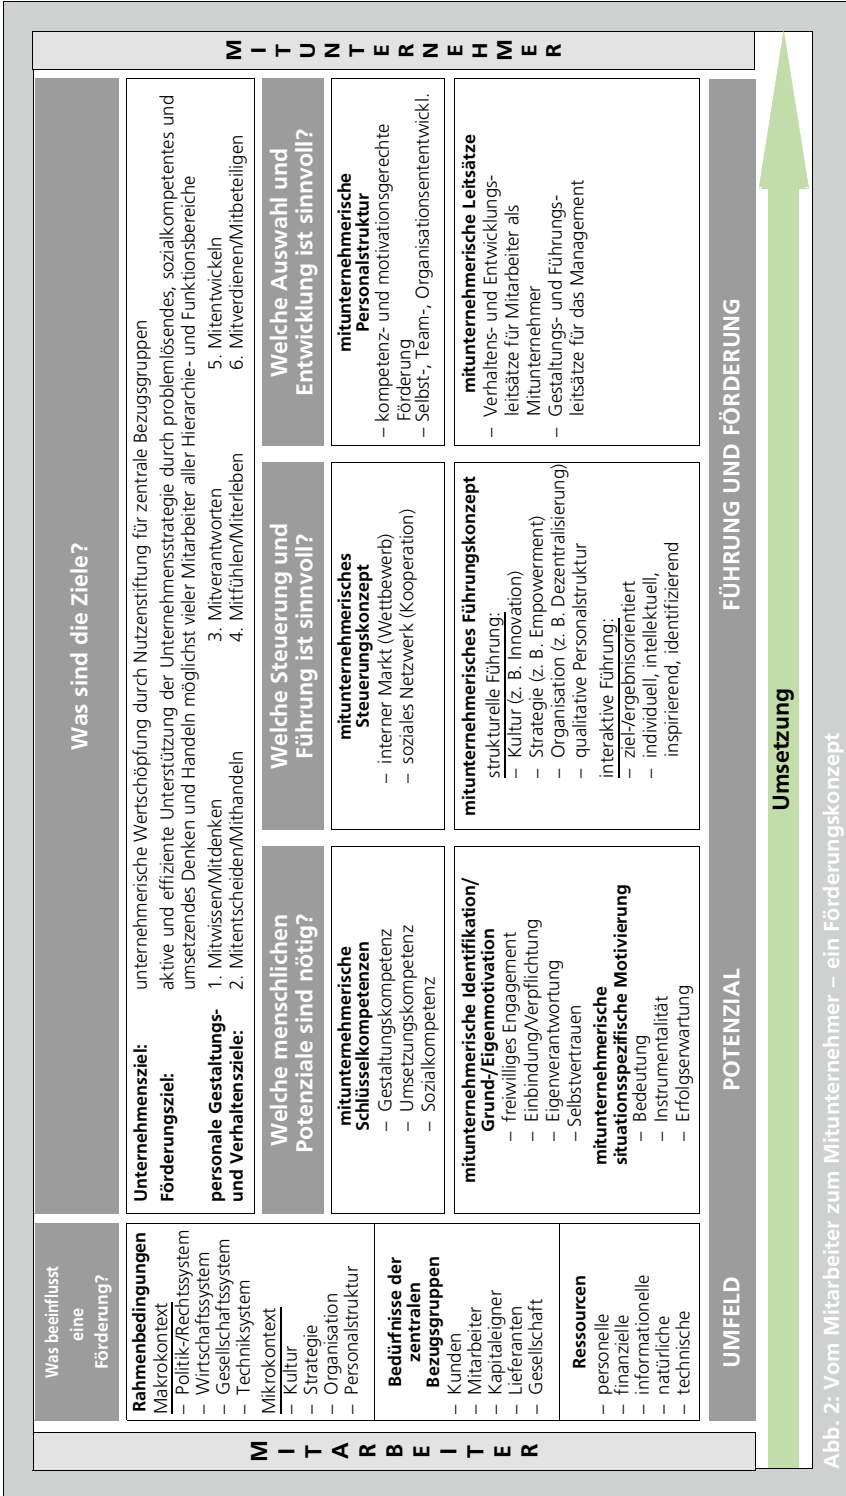 MITARBEITER
Was beeinflusst
eine
Förderung?
Rahmenbedingungen
Makrokontext
– Politik-/Rechtssystem
– Wirtschaftssystem
– Gesellschaftssystem
– Techniksystem
Mikrokontext
– Kultur
– Strategie
– Organisation
– Personalstruktur
Bedürfnisse der
zentralen
Bezugsgruppen
– Kunden
– Mitarbeiter
– Kapitaleigner
– Lieferanten
– Gesellschaft
Ressourcen
– personelle
– finanzielle
– informationelle
– natürliche
– technische
UMFELD
Was sind die Ziele?
Unternehmensziel: unternehmerische Wertschöpfung durch Nutzenstiftung für zentrale Bezugsgruppen
Förderungsziel: aktive und effiziente Unterstützung der Unternehmensstrategie durch problemlösendes, sozialkompetentes und
umsetzendes Denken und Handeln möglichst vieler Mitarbeiter aller Hierarchie- und Funktionsbereiche
personale Gestaltungs- 1. Mitwissen/Mitdenken 3. Mitverantworten 5. Mitentwickeln
und Verhaltensziele: 2. Mitentscheiden/Mithandeln 4. Mitfühlen/Miterleben 6. Mitverdienen/Mitbeteiligen
Welche menschlichen
Potenziale sind nötig?
mitunternehmerische
Schlüsselkompetenzen
– Gestaltungskompetenz
– Umsetzungskompetenz
– Sozialkompetenz
mitunternehmerische Identifikation/
Grund-/Eigenmotivation
– freiwilliges Engagement
– Einbindung/Verpflichtung
– Eigenverantwortung
– Selbstvertrauen
mitunternehmerische
situationsspezifische Motivierung
– Bedeutung
– Instrumentalität
– Erfolgserwartung
POTENZIAL
Welche Steuerung und
Führung ist sinnvoll?
mitunternehmerisches
Steuerungskonzept
– interner Markt (Wettbewerb)
– soziales Netzwerk (Kooperation)
mitunternehmerisches Führungskonzept
strukturelle Führung:
– Kultur (z. B. Innovation)
– Strategie (z. B. Empowerment)
– Organisation (z. B. Dezentralisierung)
– qualitative Personalstruktur
interaktive Führung:
– ziel-/ergebnisorientiert
– individuell, intellektuell,
inspirierend, identifizierend
Welche Auswahl und
Entwicklung ist sinnvoll?
mitunternehmerische
Personalstruktur
– kompetenz- und motivationsgerechte
Förderung
– Selbst-, Team-, Organisationsententwickl.
mitunternehmerische Leitsätze
– Verhaltens- und Entwicklungs-
leitsätze für Mitarbeiter als
Mitunternehmer
– Gestaltungs- und Führungs-
leitsätze für das Management
FÜHRUNG UND FÖRDERUNG
MITUNTERNEHMER
Umsetzung
Abb. 2: Vom Mitarbeiter zum Mitunternehmer – ein Förderungskonzept